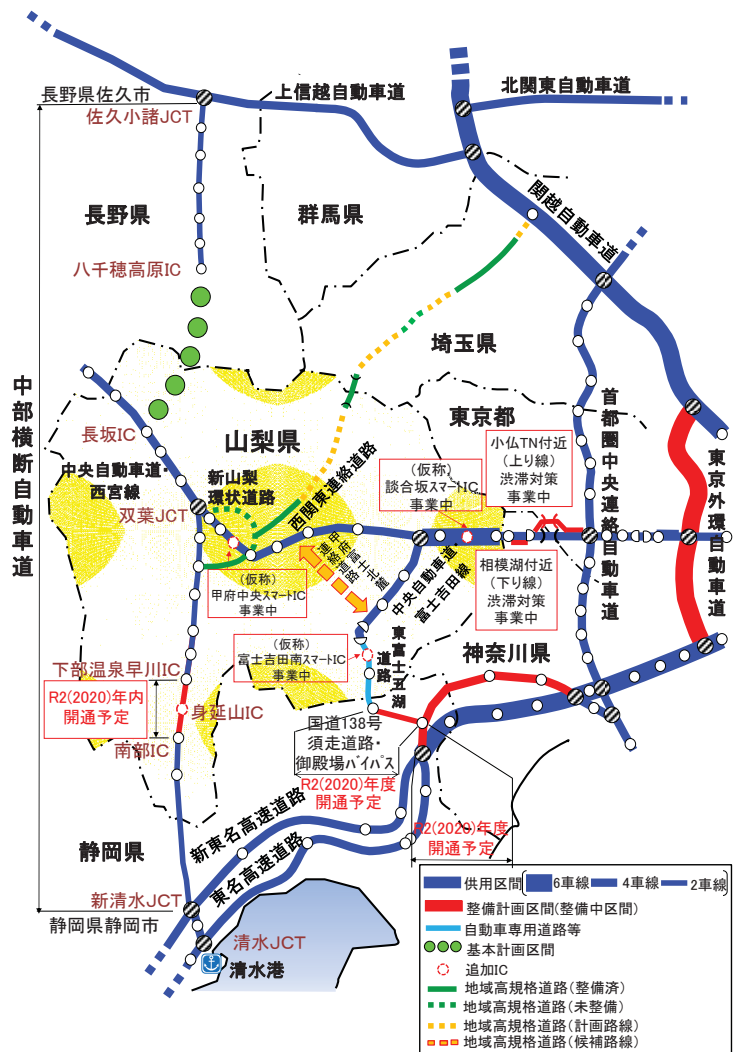 長野県佐久市
上信越自動車道
北関東自動車道
佐久小諸JCT
長野県
群馬県
関越自動車道
八千穂高原IC
埼玉県
中部横断自動車道
東京都
首都圏中央連絡自動車道
小仏TN付近
(上り線)
渋滞対策
事業中
長坂IC
山梨県
(仮称)
談合坂スマートIC
事業中
東京外環自動車道
中央自動車道・
西宮線
新山梨
環状道路
西関東連絡道路
双葉JCT
甲府富士北麓
連絡道路
中央自動車道
富士吉田線
相模湖付近
(下り線)
渋滞対策
事業中
(仮称)
甲府中央スマートIC
事業中
(仮称)
富士吉田南スマートIC
事業中
東富士五湖
道路
神奈川県
下部温泉早川IC
R2(2020)年内
開通予定
身延山IC
南部IC
国道138号
須走道路・
御殿場バイパス
R2(2020)年度
開通予定
R2(2020)年度
開通予定
静岡県
新東名高速道路
東名高速道路
新清水JCT
静岡県静岡市
清水JCT
清水港
供用区間 6車線 4車線 2車線
整備計画区間(整備中区間)
自動車専用道路等
基本計画区間
追加IC
地域高規格道路(整備済)
地域高規格道路(未整備)
地域高規格道路(計画路線)
地域高規格道路(候補路線)